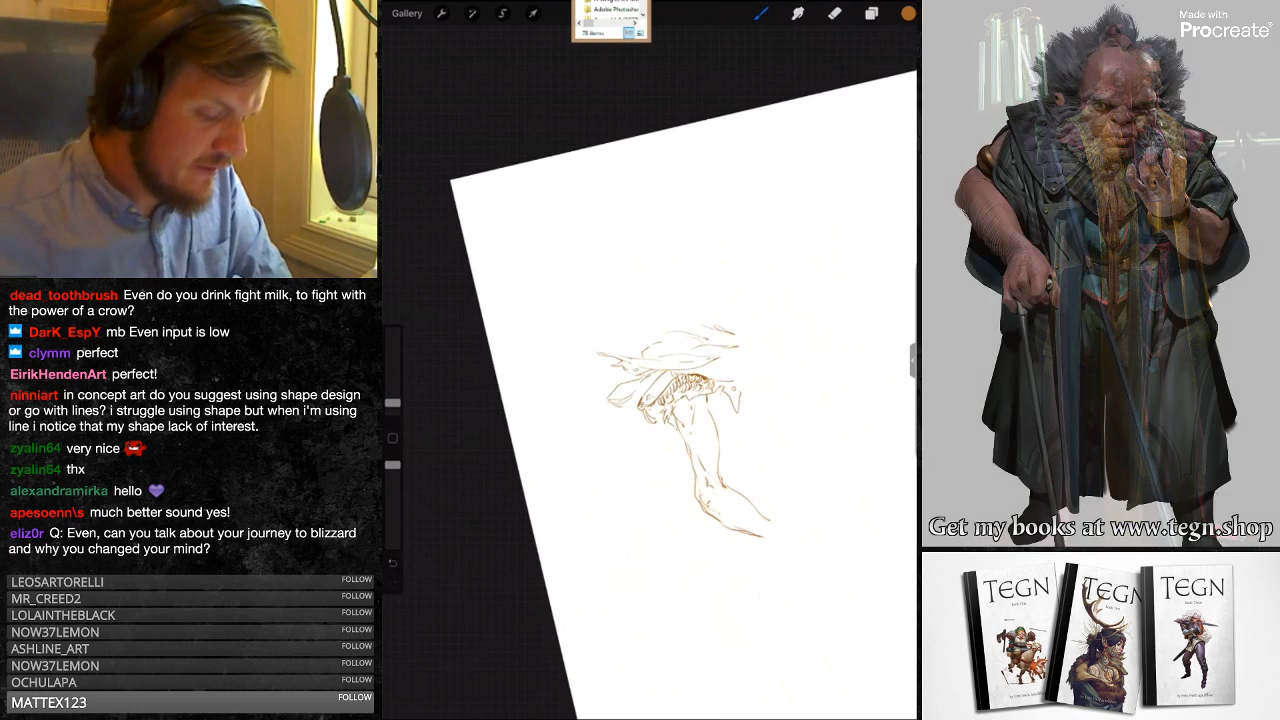 Gallery
Adobe Photoshop
78 items
Made with
Procreate
dead_toothbrush Even do you drink fight milk, to fight with
the power of a crow?
DarK_EspY mb Even input is low
clymm perfect
EirikHendenArt perfect!
ninniart in concept art do you suggest using shape design
or go with lines? i struggle using shape but when i'm using
line i notice that my shape lack of interest.
zyalin64 very nice
zyalin64 thx
alexandramirka hello
apesoenn\s much better sound yes!
eliz0r Q: Even, can you talk about your journey to blizzard
and why you changed your mind?
LEOSARTORELLI FOLLOW
MR_CREED2 FOLLOW
LOLAINTHEBLACK FOLLOW
NOW37LEMON FOLLOW
ASHLINE_ART FOLLOW
NOW37LEMON FOLLOW
OCHULAPA FOLLOW
MATTEX123 FOLLOW
Get my books at www.tegn.shop
TEGN
TEGN
TEGN